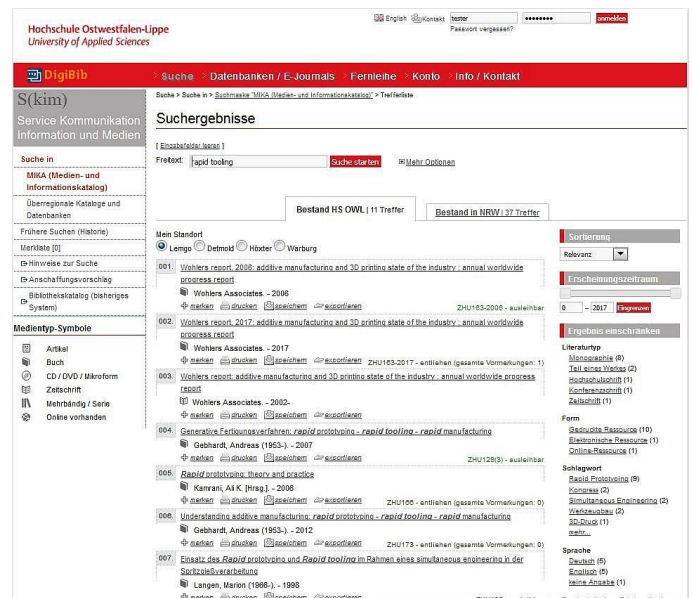 Hochschule Ostwestfalen-Lippe
University of Applied Sciences
English Kontakt tester ******** anmelden
Passwort vergessen?
DigiBib
> Suche > Datenbanken / E-Journals > Fernleihe > Konto > Info / Kontakt
S(kim)
Service Kommunikation
Information und Medien
Suche in
MIKA (Medien- und
Informationskatalog)
Überregionale Kataloge und
Datenbanken
Frühere Suchen (Historie)
Merkliste [0]
Hinweise zur Suche
Anschaffungsvorschlag
Bibliothekskatalog (bisheriges
System)
Medientyp-Symbole
Artikel
Buch
CD / DVD / Mikroform
Zeitschrift
Mehrbändig / Serie
Online vorhanden
Suche > Suche in > Suchmaske "MIKA (Medien- und Informationskatalog)" > Trefferliste
Suchergebnisse
[ Eingabefelder leeren ]
Freitext: rapid tooling Suche starten Mehr Optionen
Bestand HS OWL | 11 Treffer Bestand in NRW | 37 Treffer
Mein Standort
Lemgo Detmold Höxter Warburg
001. Wohlers report, 2006: additive manufacturing and 3D printing state of the industry ; annual worldwide
progress report
Wohlers Associates. - 2006
merken drucken speichern exportieren ZHU163-2006 - ausleihbar
002. Wohlers report, 2017: additive manufacturing and 3D printing state of the industry ; annual worldwide
progress report
Wohlers Associates. - 2017
merken drucken speichern exportieren ZHU163-2017 - entliehen (gesamte Vormerkungen: 1)
003. Wohlers report: additive manufacturing and 3D printing state of the industry ; annual worldwide progress
report
Wohlers Associates. - 2002-
merken drucken speichern exportieren
004. Generative Fertigungsverfahren: rapid prototyping - rapid tooling - rapid manufacturing
Gebhardt, Andreas (1953-). - 2007
merken drucken speichern exportieren ZHU129(3) - ausleihbar
005. Rapid prototyping: theory and practice
Kamrani, Ali K. [Hrsg.]. - 2006
merken drucken speichern exportieren ZHU166 - entliehen (gesamte Vormerkungen: 0)
006. Understanding additive manufacturing: rapid prototyping - rapid tooling - rapid manufacturing
Gebhardt, Andreas (1953-). - 2012
merken drucken speichern exportieren ZHU173 - entliehen (gesamte Vormerkungen: 0)
007. Einsatz des Rapid prototyping und Rapid tooling im Rahmen eines simultaneous engineering in der
Spritzgießverarbeitung
Langen, Marion (1966-). - 1998
merken drucken speichern exportieren
Sortierung
Relevanz
Erscheinungszeitraum
0 - 2017 Eingrenzen
Ergebnis einschränken
Literaturtyp
Monographie (8)
Teil eines Werkes (2)
Hochschulschrift (1)
Konferenzschrift (1)
Zeitschrift (1)
Form
Gedruckte Ressource (10)
Elektronische Ressource (1)
Online-Ressource (1)
Schlagwort
Rapid Prototyping (9)
Kongress (2)
Simultaneous Engineering (2)
Werkzeugbau (2)
3D-Druck (1)
mehr...
Sprache
Deutsch (5)
Englisch (5)
keine Angabe (1)